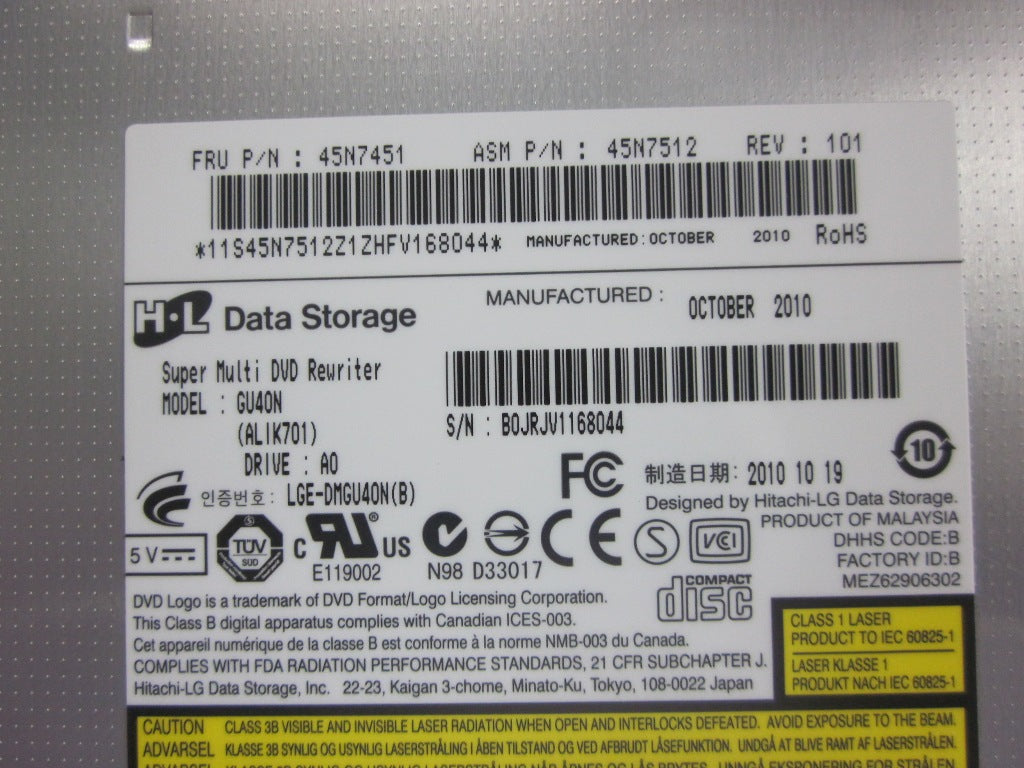 FRU P/N : 45N7451 ASM P/N : 45N7512 REV : 101
*11S45N7512Z1ZHFV168044* MANUFACTURED:OCTOBER 2010 RoHS
H·L Data Storage MANUFACTURED : OCTOBER 2010
Super Multi DVD Rewriter
MODEL : GU40N
(ALIK701)
S/N : B0JRJV1168044
DRIVE : A0
FC 制造日期: 2010 10 19
10
인증번호: LGE-DMGU40N(B)
Designed by Hitachi-LG Data Storage.
PRODUCT OF MALAYSIA
DHHS CODE:B
FACTORY ID:B
MEZ62906302
5 V
TÜV
SÜD
c RU ® US
E119002
N98 D33017
CE
S
VCI
COMPACT
disc
DVD Logo is a trademark of DVD Format/Logo Licensing Corporation.
This Class B digital apparatus complies with Canadian ICES-003.
Cet appareil numérique de la classe B est conforme à la norme NMB-003 du Canada.
COMPLIES WITH FDA RADIATION PERFORMANCE STANDARDS, 21 CFR SUBCHAPTER J.
Hitachi-LG Data Storage, Inc. 22-23, Kaigan 3-chome, Minato-Ku, Tokyo, 108-0022 Japan
CLASS 1 LASER
PRODUCT TO IEC 60825-1
LASER KLASSE 1
PRODUKT NACH IEC 60825-1
CAUTION CLASS 3B VISIBLE AND INVISIBLE LASER RADIATION WHEN OPEN AND INTERLOCKS DEFEATED. AVOID EXPOSURE TO THE BEAM.
ADVARSEL KLASSE 3B SYNLIG OG USYNLIG LASERSTRÅLING I ÅBEN TILSTAND OG VED AFBRUDT LÅSEFUNKTION. UNDGÅ AT BLIVE RAMT AF LASERSTRÅLEN.